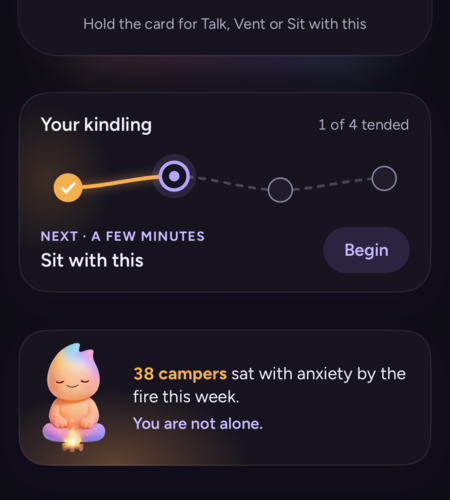 Hold the card for Talk, Vent or Sit with this
Your kindling
1 of 4 tended
NEXT · A FEW MINUTES
Sit with this
Begin
38 campers sat with anxiety by the
fire this week.
You are not alone.